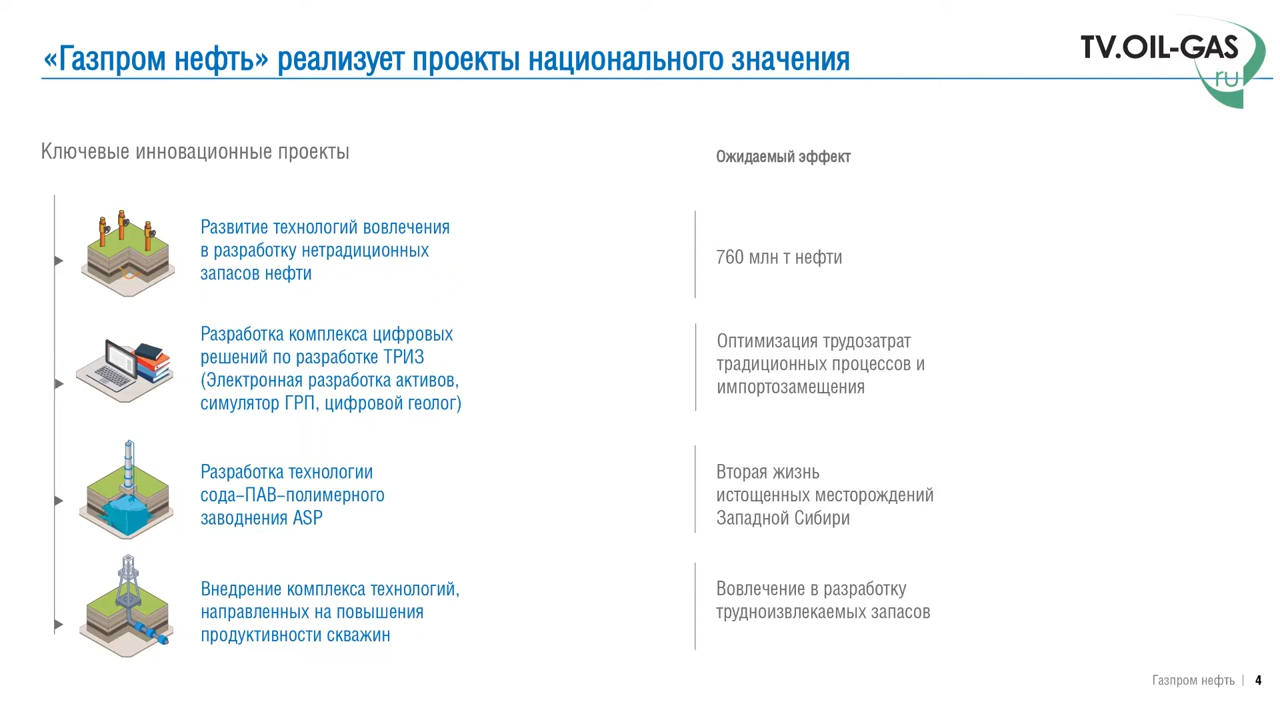 «Газпром нефть» реализует проекты национального значения
TV.OIL-GAS
ru
Ключевые инновационные проекты
Ожидаемый эффект
Развитие технологий вовлечения
в разработку нетрадиционных
запасов нефти
760 млн т нефти
Разработка комплекса цифровых
решений по разработке ТРИЗ
(Электронная разработка активов,
симулятор ГРП, цифровой геолог)
Оптимизация трудозатрат
традиционных процессов и
импортозамещения
Разработка технологии
сода–ПАВ–полимерного
заводнения ASP
Вторая жизнь
истощенных месторождений
Западной Сибири
Внедрение комплекса технологий,
направленных на повышения
продуктивности скважин
Вовлечение в разработку
трудноизвлекаемых запасов
Газпром нефть | 4